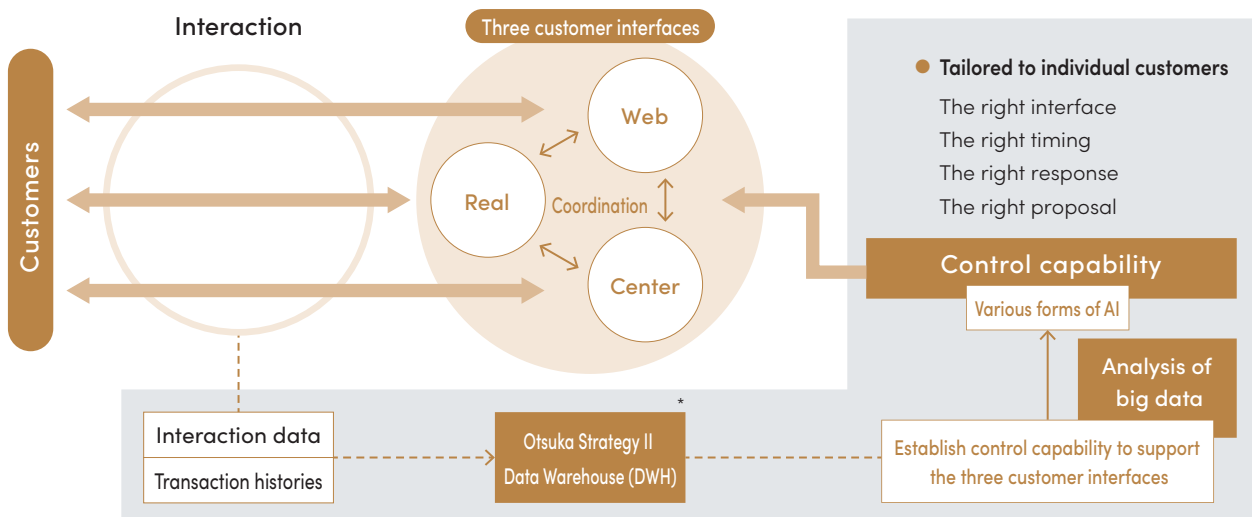 Interaction
Three customer interfaces
Customers
Web
Real
Coordination
Center
● Tailored to individual customers
The right interface
The right timing
The right response
The right proposal
Control capability
Various forms of AI
Analysis of
big data
Interaction data
Transaction histories
*
Otsuka Strategy II
Data Warehouse (DWH)
Establish control capability to support
the three customer interfaces